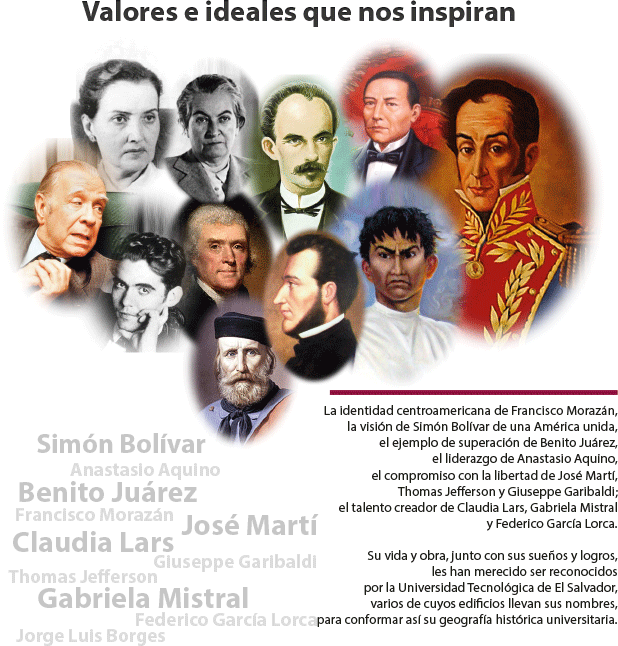 Valores e ideales que nos inspiran
La identidad centroamericana de Francisco Morazán,
la visión de Simón Bolívar de una América unida,
el ejemplo de superación de Benito Juárez,
el liderazgo de Anastasio Aquino,
el compromiso con la libertad de José Martí,
Thomas Jefferson y Giuseppe Garibaldi;
el talento creador de Claudia Lars, Gabriela Mistral
y Federico García Lorca.
Su vida y obra, junto con sus sueños y logros,
les han merecido ser reconocidos
por la Universidad Tecnológica de El Salvador,
varios de cuyos edificios llevan sus nombres,
para conformar así su geografía histórica universitaria.
Simón Bolívar
Anastasio Aquino
Benito Juárez
Francisco Morazán
José Martí
Claudia Lars
Giuseppe Garibaldi
Thomas Jefferson
Gabriela Mistral
Federico García Lorca
Jorge Luis Borges